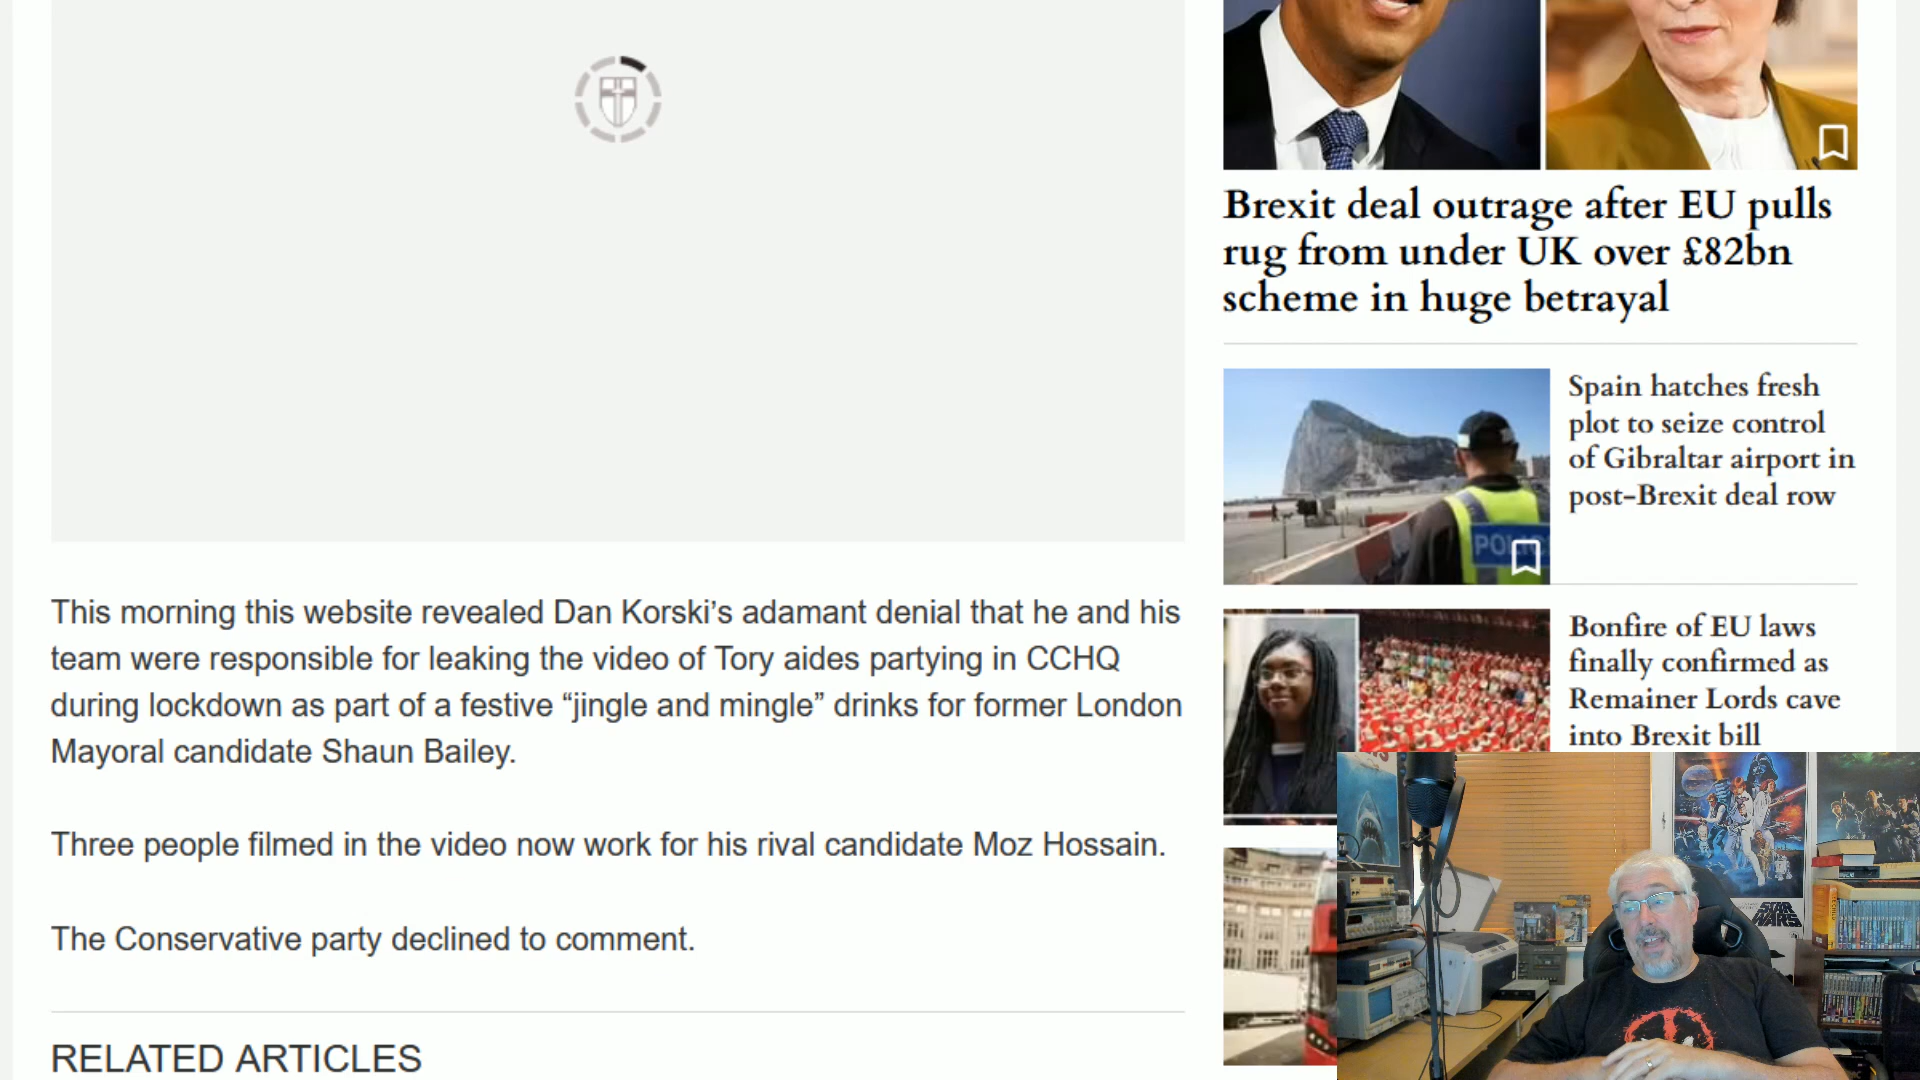 This morning this website revealed Dan Korski’s adamant denial that he and his
team were responsible for leaking the video of Tory aides partying in CCHQ
during lockdown as part of a festive “jingle and mingle” drinks for former London
Mayoral candidate Shaun Bailey.
Three people filmed in the video now work for his rival candidate Moz Hossain.
The Conservative party declined to comment.
RELATED ARTICLES
Brexit deal outrage after EU pulls
rug from under UK over £82bn
scheme in huge betrayal
Spain hatches fresh
plot to seize control
of Gibraltar airport in
post-Brexit deal row
Bonfire of EU laws
finally confirmed as
Remainer Lords cave
into Brexit bill
STAR
WARS